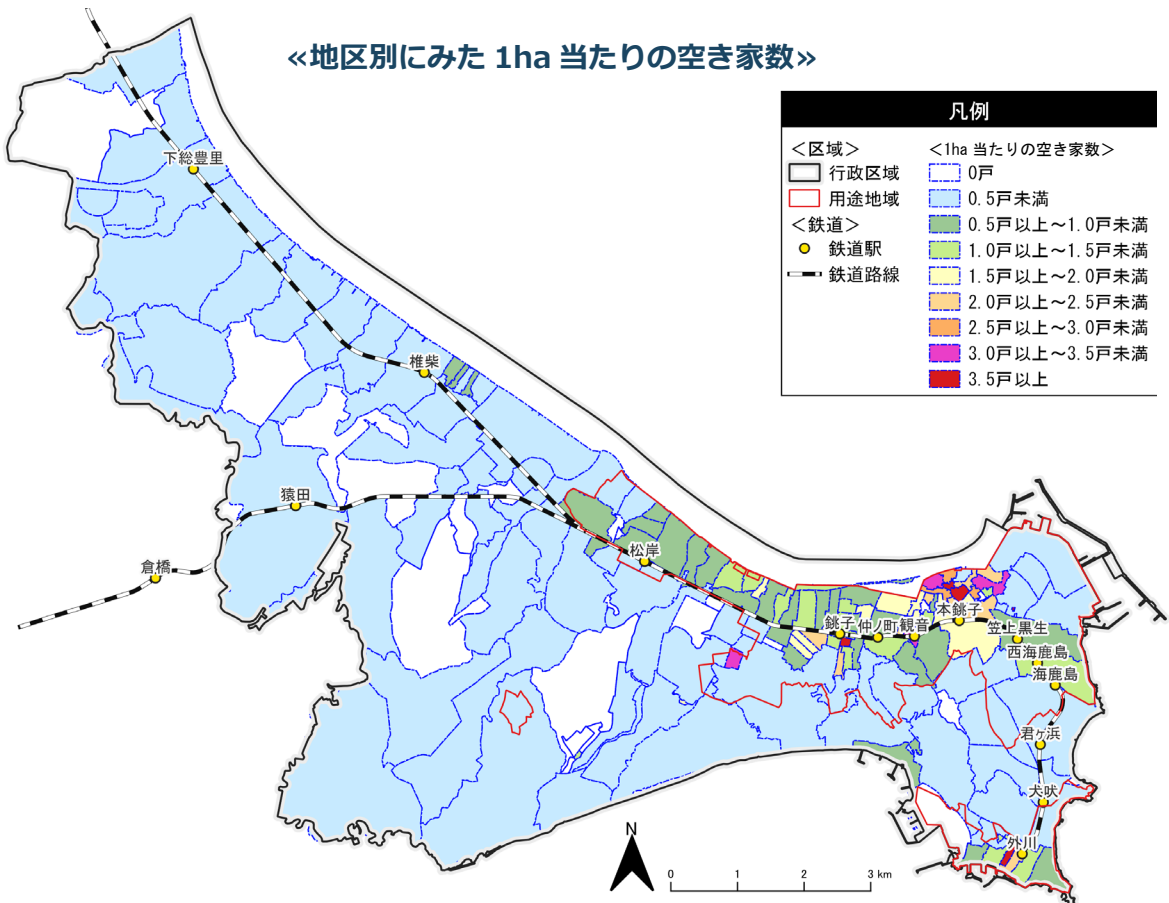 ≪地区別にみた 1ha 当たりの空き家数≫
凡例
＜区域＞
行政区域
用途地域
＜鉄道＞
鉄道駅
鉄道路線
＜1ha 当たりの空き家数＞
0戸
0.5戸未満
0.5戸以上～1.0戸未満
1.0戸以上～1.5戸未満
1.5戸以上～2.0戸未満
2.0戸以上～2.5戸未満
2.5戸以上～3.0戸未満
3.0戸以上～3.5戸未満
3.5戸以上
下総豊里
椎柴
猿田
倉橋
松岸
銚子
仲ノ町
観音
本銚子
笠上黒生
西海鹿島
海鹿島
君ヶ浜
犬吠
外川
N
0 1 2 3 km